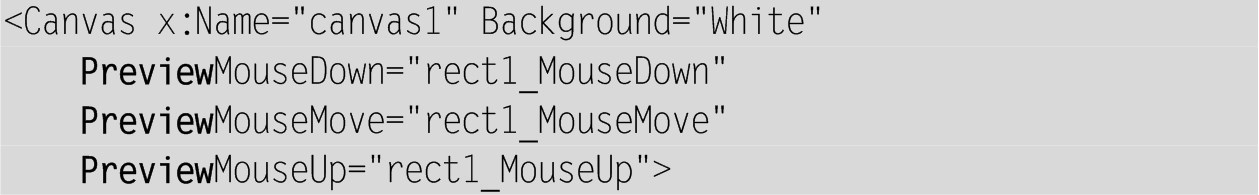 <Canvas x:Name="canvas1" Background="White"
PreviewMouseDown="rect1_MouseDown"
PreviewMouseMove="rect1_MouseMove"
PreviewMouseUp="rect1_MouseUp">